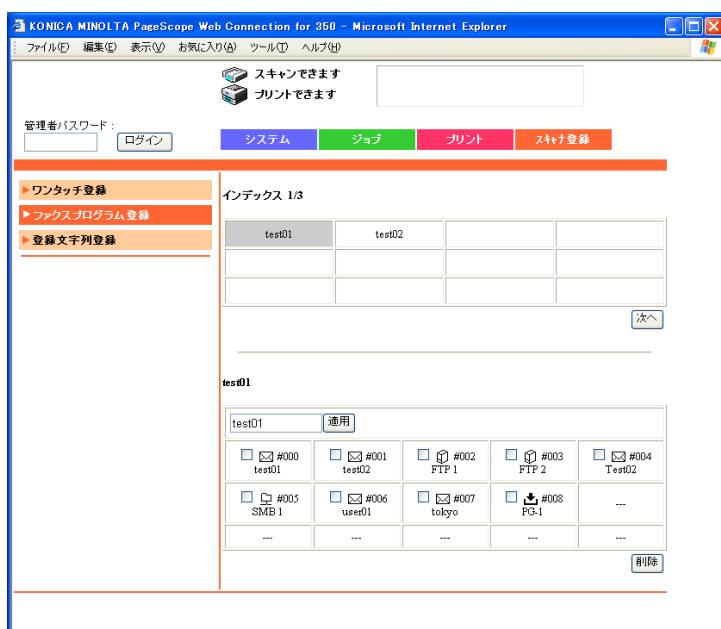 KONICA MINOLTA PageScope Web Connection for 350 - Microsoft Internet Explorer
ファイル(F) 編集(E) 表示(V) お気に入り(A) ツール(T) ヘルプ(H)
スキャンできます
プリントできます
管理者パスワード:
ログイン
システム ジョブ プリント スキャナ登録
ワンタッチ登録
ファクスプログラム登録
登録文字列登録
インデックス 1/3
test01 test02
次へ
test01
test01 適用
#000 #001 #002 #003 #004
test01 test02 FTP 1 FTP 2 Test02
#005 #006 #007 #008 ---
SMB 1 user01 tokyo PG-1
--- --- --- --- ---
削除